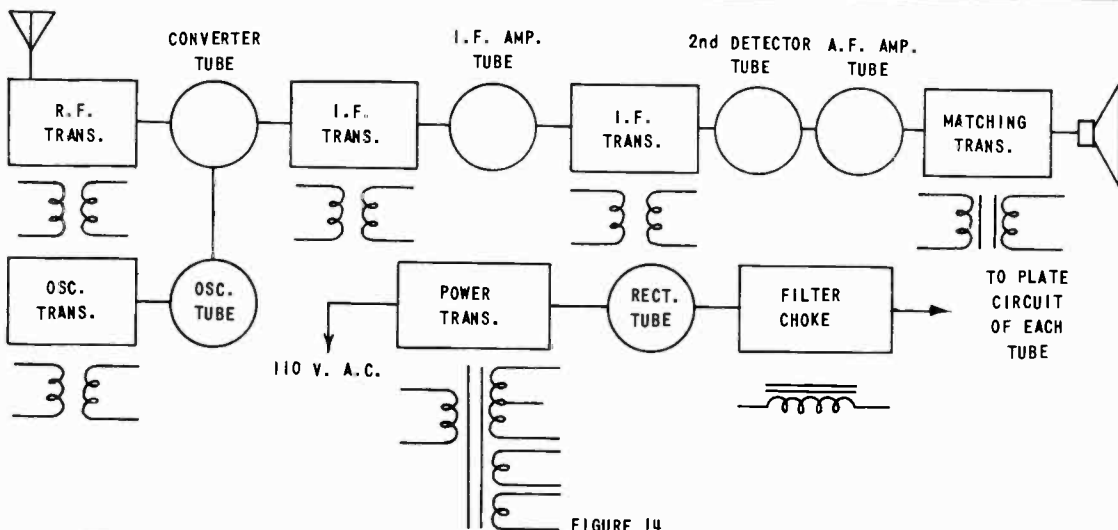 CONVERTER
TUBE
I.F. AMP.
TUBE
2nd DETECTOR
TUBE
A.F. AMP.
TUBE
R.F.
TRANS.
I.F.
TRANS.
I.F.
TRANS.
MATCHING
TRANS.
OSC.
TRANS.
OSC.
TUBE
POWER
TRANS.
RECT.
TUBE
FILTER
CHOKE
TO PLATE
CIRCUIT
OF EACH
TUBE
110 V. A.C.
FIGURE 14